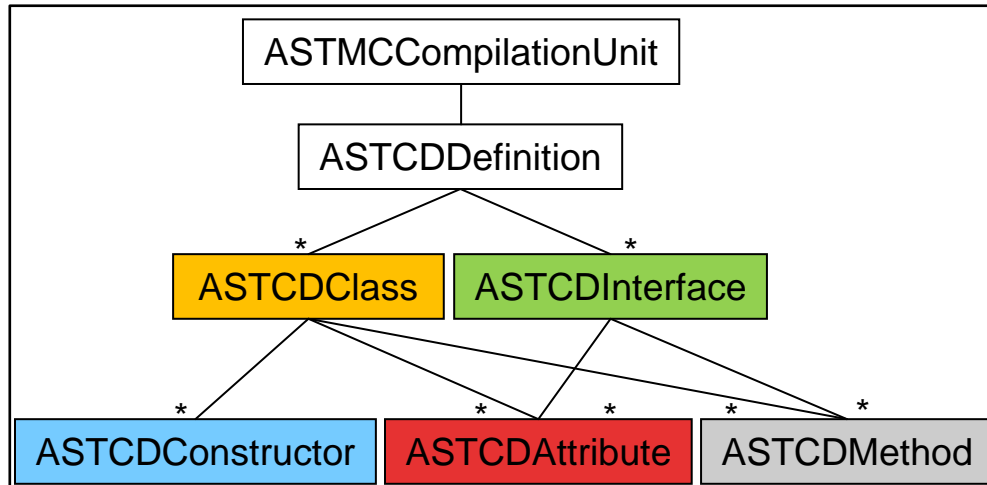 ASTMCCompilationUnit
ASTCDDefinition
* *
ASTCDClass ASTCDInterface
* * * * *
ASTCDConstructor ASTCDAttribute ASTCDMethod